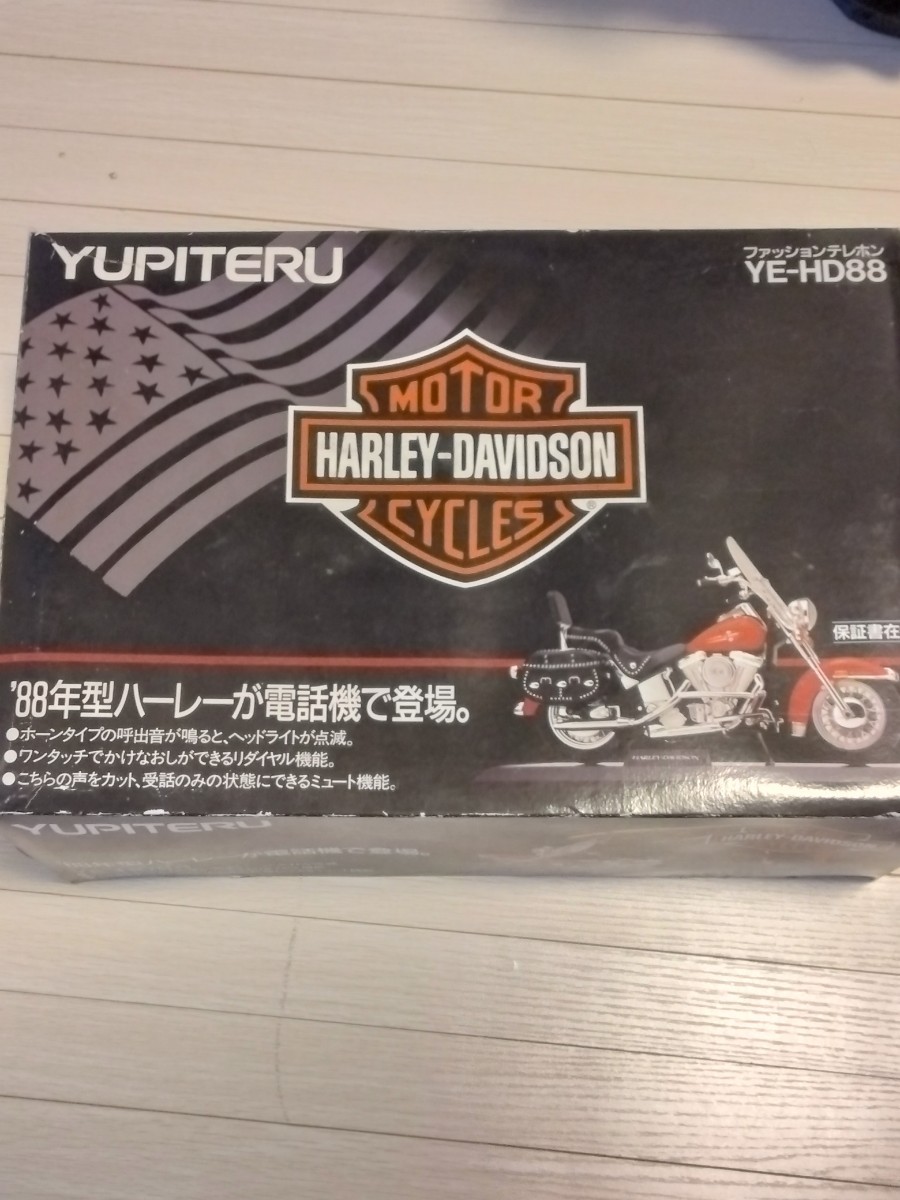 YUPITERU
ファッションテレホン
YE-HD88
MOTOR
HARLEY-DAVIDSON
CYCLES
®
保証書在
'88年型ハーレーが電話機で登場。
●ホーンタイプの呼出音が鳴ると、ヘッドライトが点滅。
●ワンタッチでかけなおしができるリダイヤル機能。
●こちらの声をカット、受話のみの状態にできるミュート機能。
HARLEY-DAVIDSON
YUPITERU
HARLEY-DAVIDSON